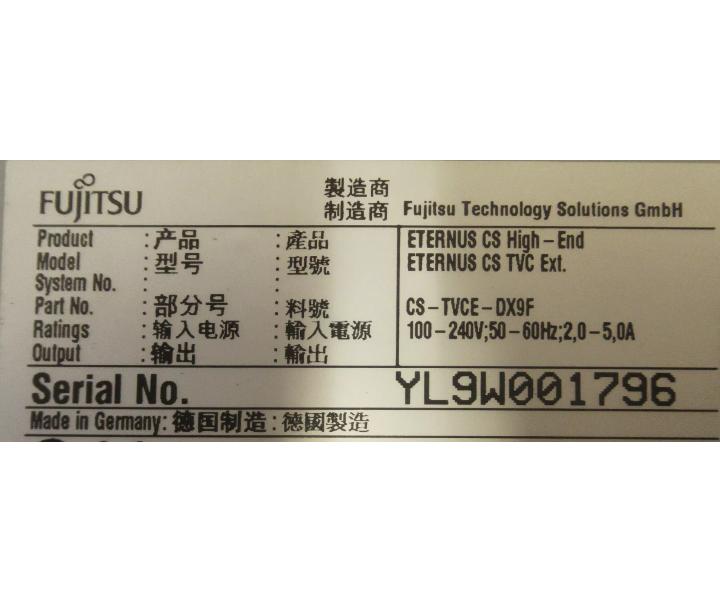 FUJITSU
製造商
制造商 Fujitsu Technology Solutions GmbH
Product :产品 :產品 ETERNUS CS High-End
Model :型号 :型號 ETERNUS CS TVC Ext.
System No. : :
Part No. :部分号 :料號 CS-TVCE-DX9F
Ratings :输入电源 :輸入電源 100-240V;50-60Hz;2,0-5,0A
Output :输出 :輸出
Serial No. YL9W001796
Made in Germany:德国制造:德國製造